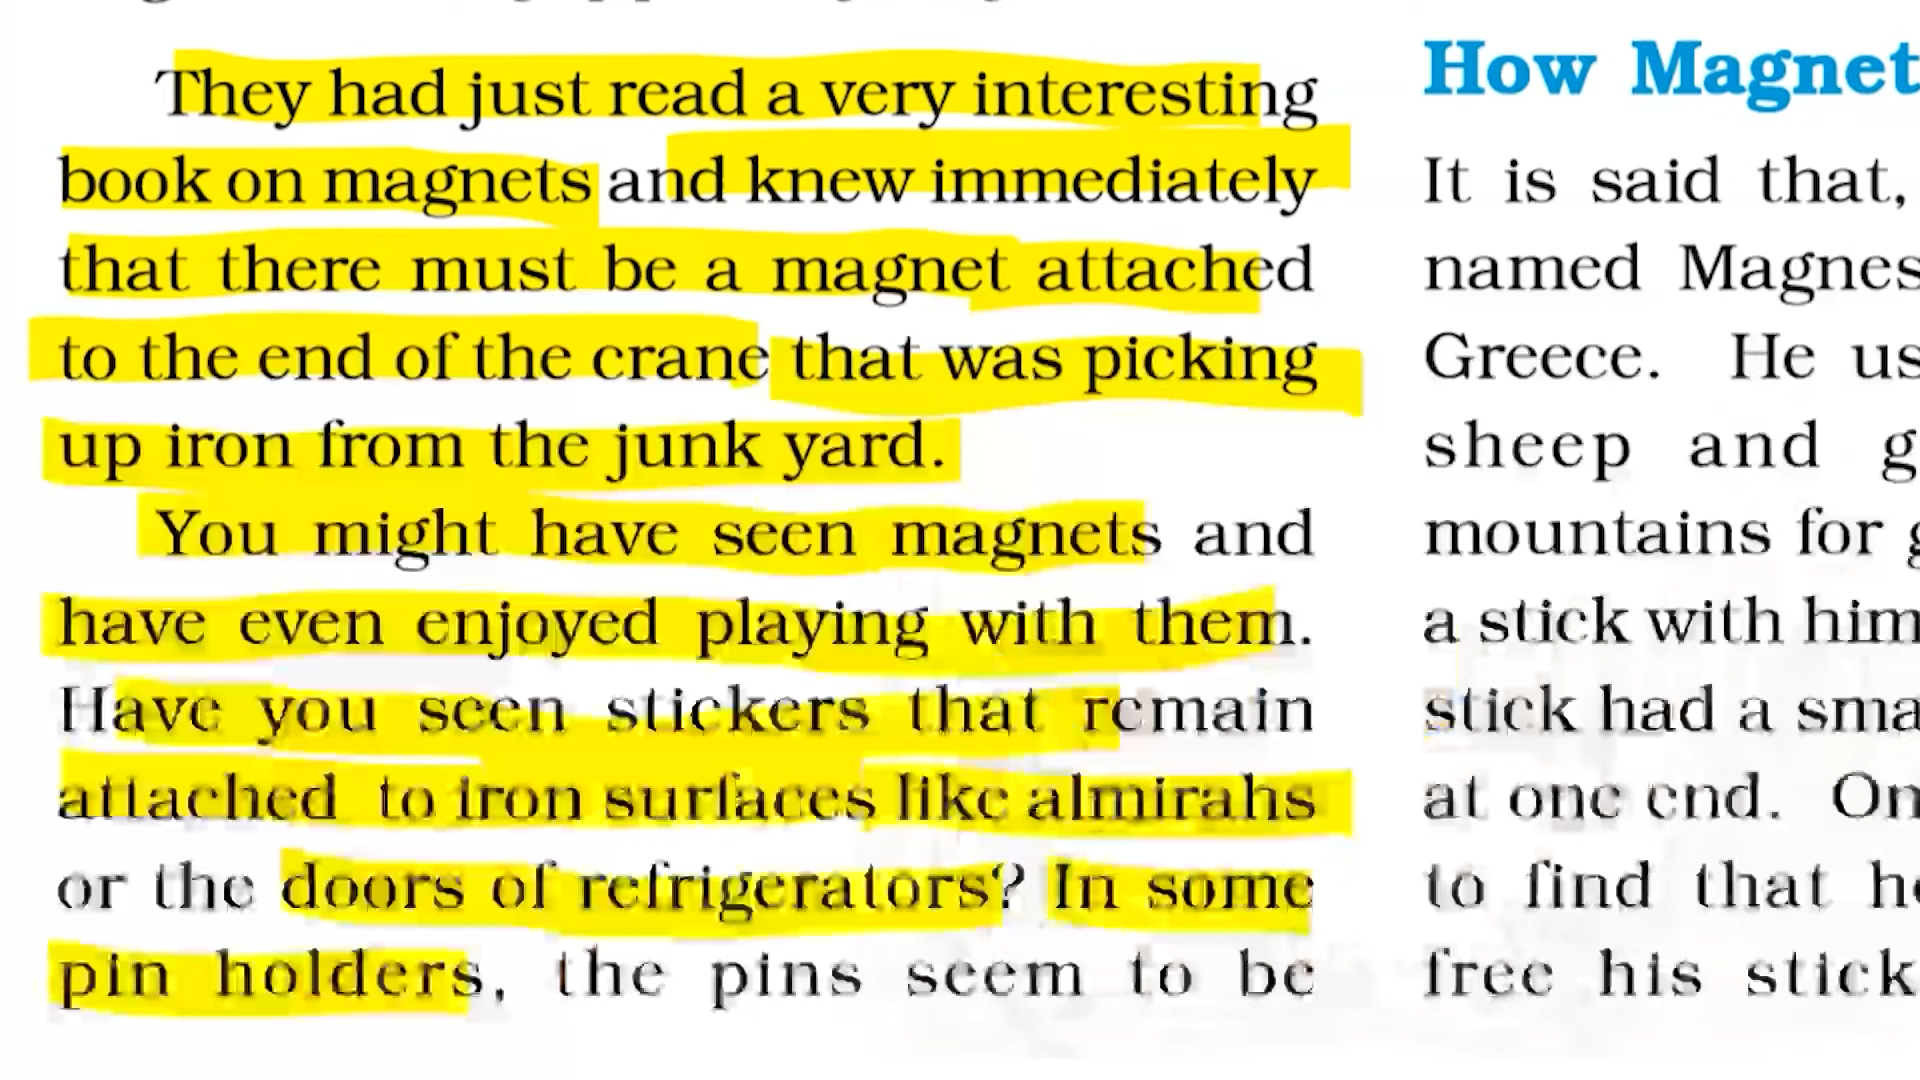 They had just read a very interesting
book on magnets and knew immediately
that there must be a magnet attached
to the end of the crane that was picking
up iron from the junk yard.
You might have seen magnets and
have even enjoyed playing with them.
Have you seen stickers that remain
attached to iron surfaces like almirahs
or the doors of refrigerators? In some
pin holders, the pins seem to be
How Magnet
It is said that,
named Magnes
Greece. He us
sheep and g
mountains for g
a stick with him
stick had a sma
at one end. On
to find that he
free his stick